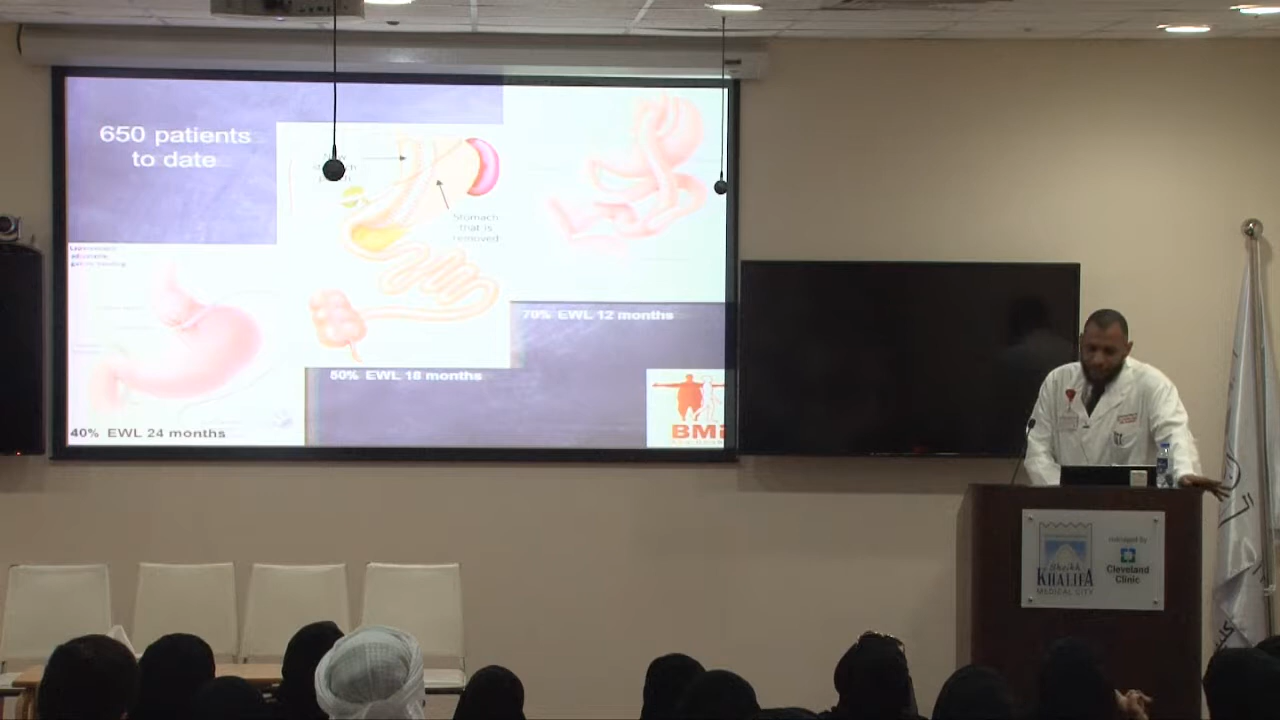 650 patients
to date
Stomach
that is
removed
70% EWL 12 months
50% EWL 18 months
40% EWL 24 months
BMi
Sheikh
KHALIFA
MEDICAL CITY
managed by
Cleveland
Clinic